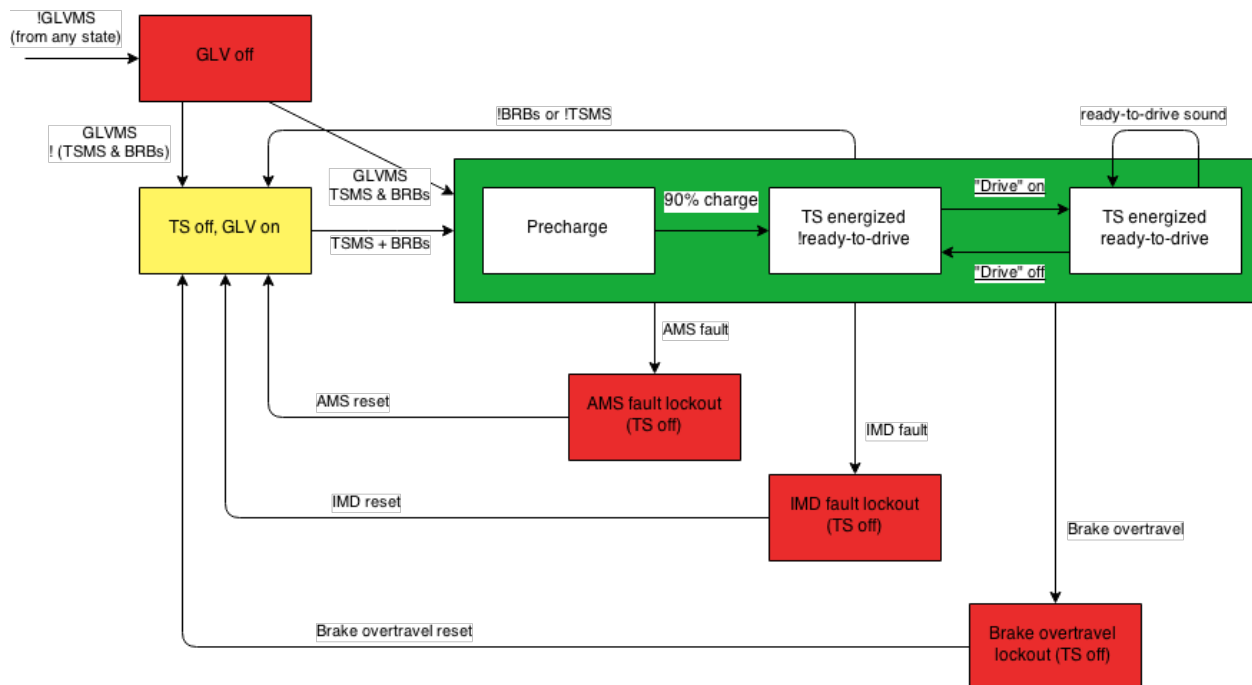 !GLVMS
(from any state)
GLV off
!BRBs or !TSMS
ready-to-drive sound
GLVMS
! (TSMS & BRBs)
GLVMS
TSMS & BRBs
TS off, GLV on
TSMS + BRBs
Precharge
90% charge
TS energized
!ready-to-drive
"Drive" on
"Drive" off
TS energized
ready-to-drive
AMS fault
AMS reset
AMS fault lockout
(TS off)
IMD fault
IMD reset
IMD fault lockout
(TS off)
Brake overtravel
Brake overtravel reset
Brake overtravel
lockout (TS off)